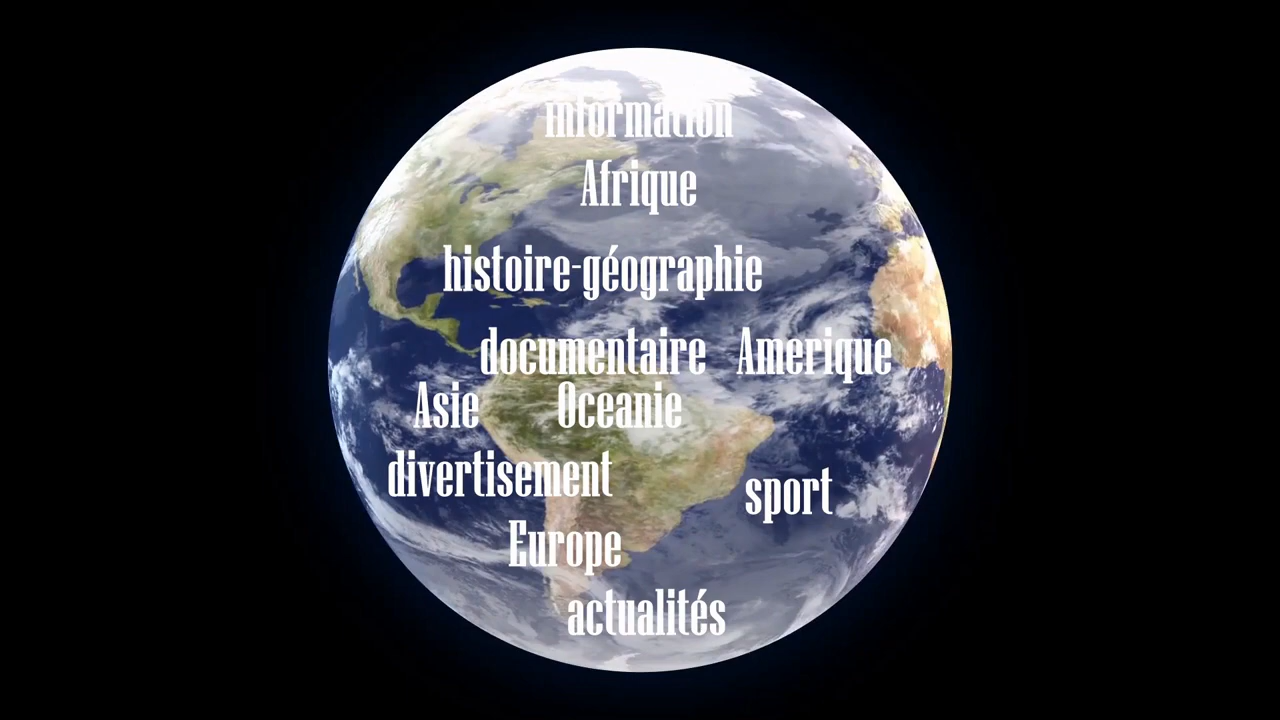 information
Afrique
histoire-géographie
documentaire Amerique
Asie Oceanie
divertisement
sport
Europe
actualités